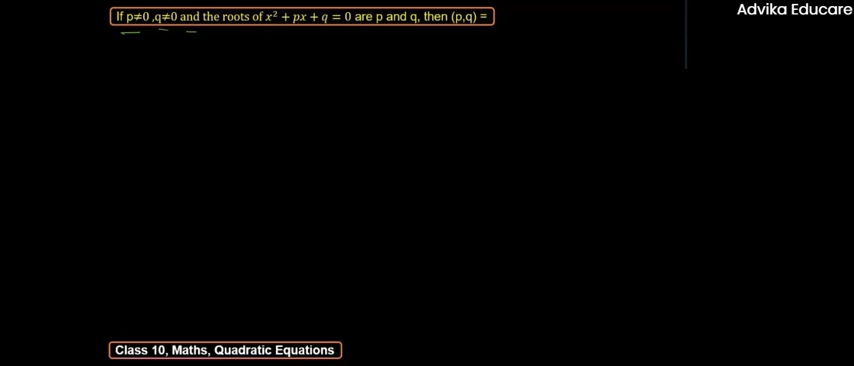 Advika Educare
If p≠0 ,q≠0 and the roots of x² + px + q = 0 are p and q, then (p,q) =
Class 10, Maths, Quadratic Equations